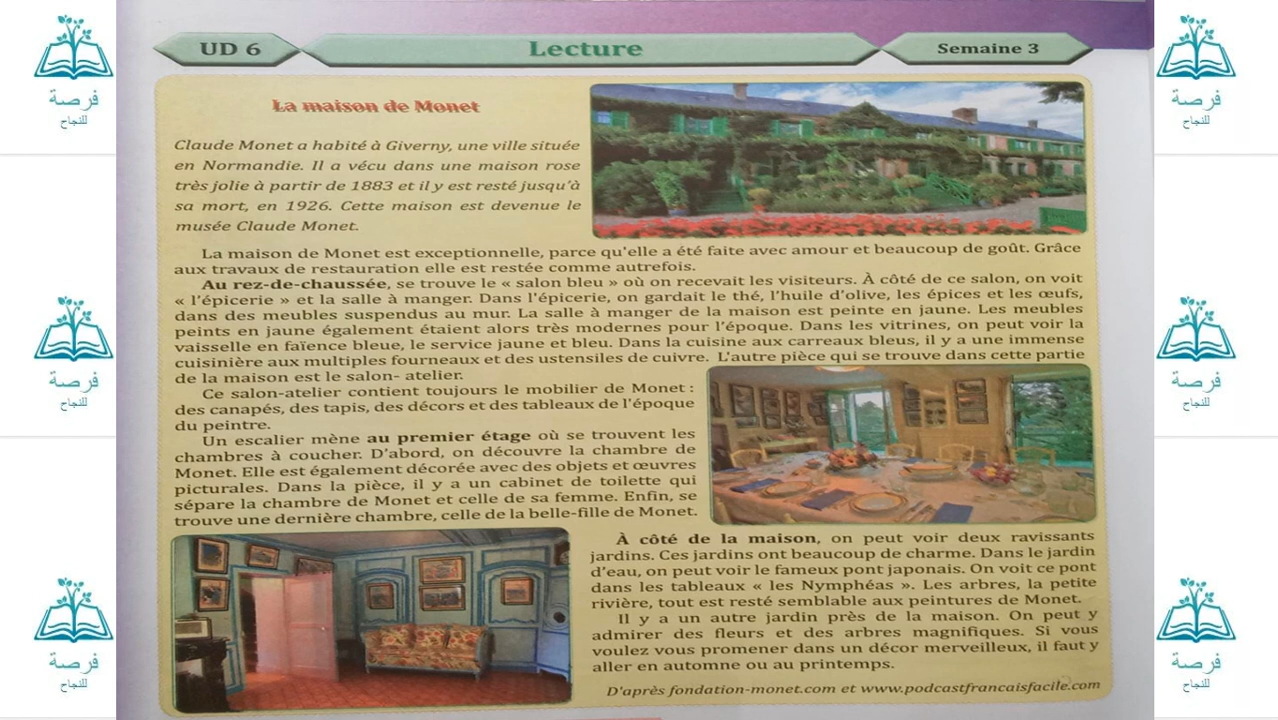 UD 6
Lecture
Semaine 3
La maison de Monet
Claude Monet a habité à Giverny, une ville située
en Normandie. Il a vécu dans une maison rose
très jolie à partir de 1883 et il y est resté jusqu'à
sa mort, en 1926. Cette maison est devenue le
musée Claude Monet.
La maison de Monet est exceptionnelle, parce qu'elle a été faite avec amour et beaucoup de goût. Grâce
aux travaux de restauration elle est restée comme autrefois.
Au rez-de-chaussée, se trouve le « salon bleu » où on recevait les visiteurs. À côté de ce salon, on voit
« l'épicerie » et la salle à manger. Dans l'épicerie, on gardait le thé, l'huile d'olive, les épices et les œufs,
dans des meubles suspendus au mur. La salle à manger de la maison est peinte en jaune. Les meubles
peints en jaune également étaient alors très modernes pour l'époque. Dans les vitrines, on peut voir la
vaisselle en faïence bleue, le service jaune et bleu. Dans la cuisine aux carreaux bleus, il y a une immense
cuisinière aux multiples fourneaux et des ustensiles de cuivre. L'autre pièce qui se trouve dans cette partie
de la maison est le salon- atelier.
Ce salon-atelier contient toujours le mobilier de Monet :
des canapés, des tapis, des décors et des tableaux de l'époque
du peintre.
Un escalier mène au premier étage où se trouvent les
chambres à coucher. D'abord, on découvre la chambre de
Monet. Elle est également décorée avec des objets et œuvres
picturales. Dans la pièce, il y a un cabinet de toilette qui
sépare la chambre de Monet et celle de sa femme. Enfin, se
trouve une dernière chambre, celle de la belle-fille de Monet.
À côté de la maison, on peut voir deux ravissants
jardins. Ces jardins ont beaucoup de charme. Dans le jardin
d'eau, on peut voir le fameux pont japonais. On voit ce pont
dans les tableaux « les Nymphéas ». Les arbres, la petite
rivière, tout est resté semblable aux peintures de Monet.
Il y a un autre jardin près de la maison. On peut y
admirer des fleurs et des arbres magnifiques. Si vous
voulez vous promener dans un décor merveilleux, il faut y
aller en automne ou au printemps.
D'après fondation-monet.com et www.podcastfrancaisfacile.com
فرصة
للنجاح
فرصة
للنجاح
فرصة
للنجاح
فرصة
للنجاح
فرصة
للنجاح
فرصة
للنجاح